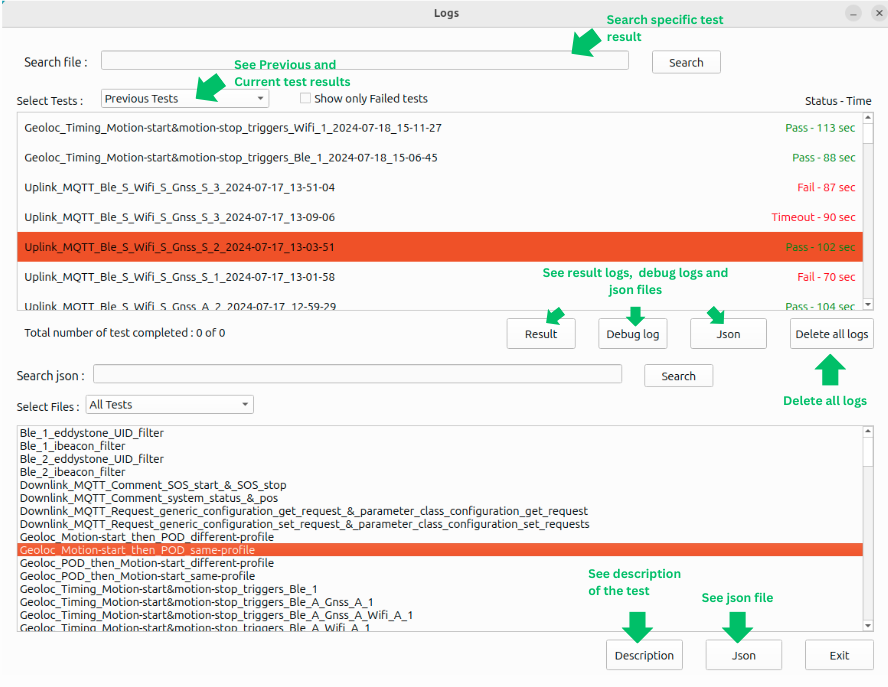 Logs
Search specific test
result
Search file :
Search
See Previous and
Current test results
Select Tests :
Previous Tests
Show only Failed tests
Status - Time
Geoloc_Timing_Motion-start&motion-stop_triggers_Wifi_1_2024-07-18_15-11-27
Pass - 113 sec
Geoloc_Timing_Motion-start&motion-stop_triggers_Ble_1_2024-07-18_15-06-45
Pass - 88 sec
Uplink_MQTT_Ble_S_Wifi_S_Gnss_S_3_2024-07-17_13-51-04
Fail - 87 sec
Uplink_MQTT_Ble_S_Wifi_S_Gnss_S_3_2024-07-17_13-09-06
Timeout - 90 sec
Uplink_MQTT_Ble_S_Wifi_S_Gnss_S_2_2024-07-17_13-03-51
Pass - 102 sec
Uplink_MQTT_Ble_S_Wifi_S_Gnss_S_1_2024-07-17_13-01-58
Fail - 70 sec
Uplink_MQTT_Ble_S_Wifi_S_Gnss_A_2_2024-07-17_12-59-29
Pass - 104 sec
See result logs, debug logs and
json files
Total number of test completed : 0 of 0
Result
Debug log
Json
Delete all logs
Search json :
Search
Delete all logs
Select Files :
All Tests
Ble_1_eddystone_UID_filter
Ble_1_ibeacon_filter
Ble_2_eddystone_UID_filter
Ble_2_ibeacon_filter
Downlink_MQTT_Comment_SOS_start_&_SOS_stop
Downlink_MQTT_Comment_system_status_&_pos
Downlink_MQTT_Request_generic_configuration_get_request_&_parameter_class_configuration_get_request
Downlink_MQTT_Request_generic_configuration_set_request_&_parameter_class_configuration_set_requests
Geoloc_Motion-start_then_POD_different-profile
Geoloc_Motion-start_then_POD_same-profile
Geoloc_POD_then_Motion-start_different-profile
Geoloc_POD_then_Motion-start_same-profile
Geoloc_Timing_Motion-start&motion-stop_triggers_Ble_1
Geoloc_Timing_Motion-start&motion-stop_triggers_Ble_A_Gnss_A_1
Geoloc_Timing_Motion-start&motion-stop_triggers_Ble_A_Gnss_A_Wifi_A_1
Geoloc_Timing_Motion-start&motion-stop_triggers_Ble_A_Wifi_A_1
See description
of the test
See json file
Description
Json
Exit